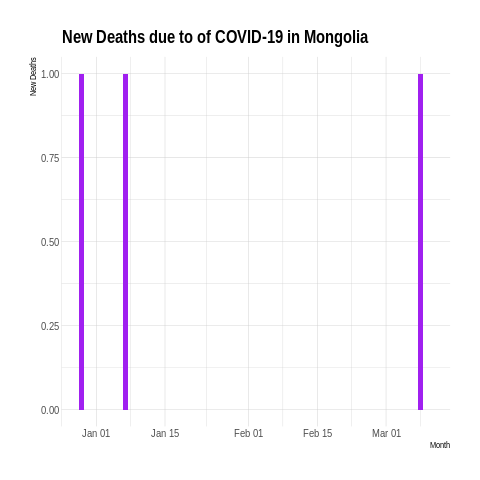 New Deaths due to of COVID-19 in Mongolia
New Deaths
1.00
0.75
0.50
0.25
0.00
Jan 01 Jan 15 Feb 01 Feb 15 Mar 01
Month